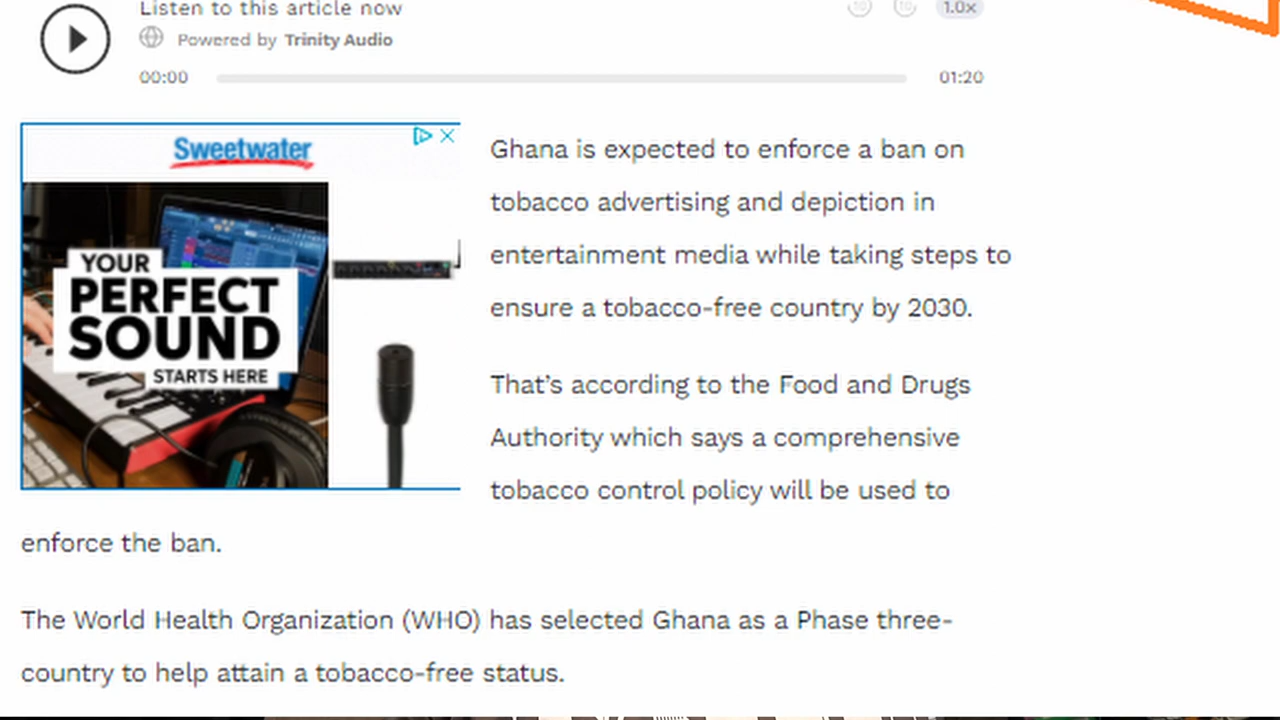 Listen to this article now
10 10 1.0x
Powered by Trinity Audio
00:00 01:20
Sweetwater
YOUR
PERFECT
SOUND
STARTS HERE
Ghana is expected to enforce a ban on
tobacco advertising and depiction in
entertainment media while taking steps to
ensure a tobacco-free country by 2030.
That’s according to the Food and Drugs
Authority which says a comprehensive
tobacco control policy will be used to
enforce the ban.
The World Health Organization (WHO) has selected Ghana as a Phase three-
country to help attain a tobacco-free status.